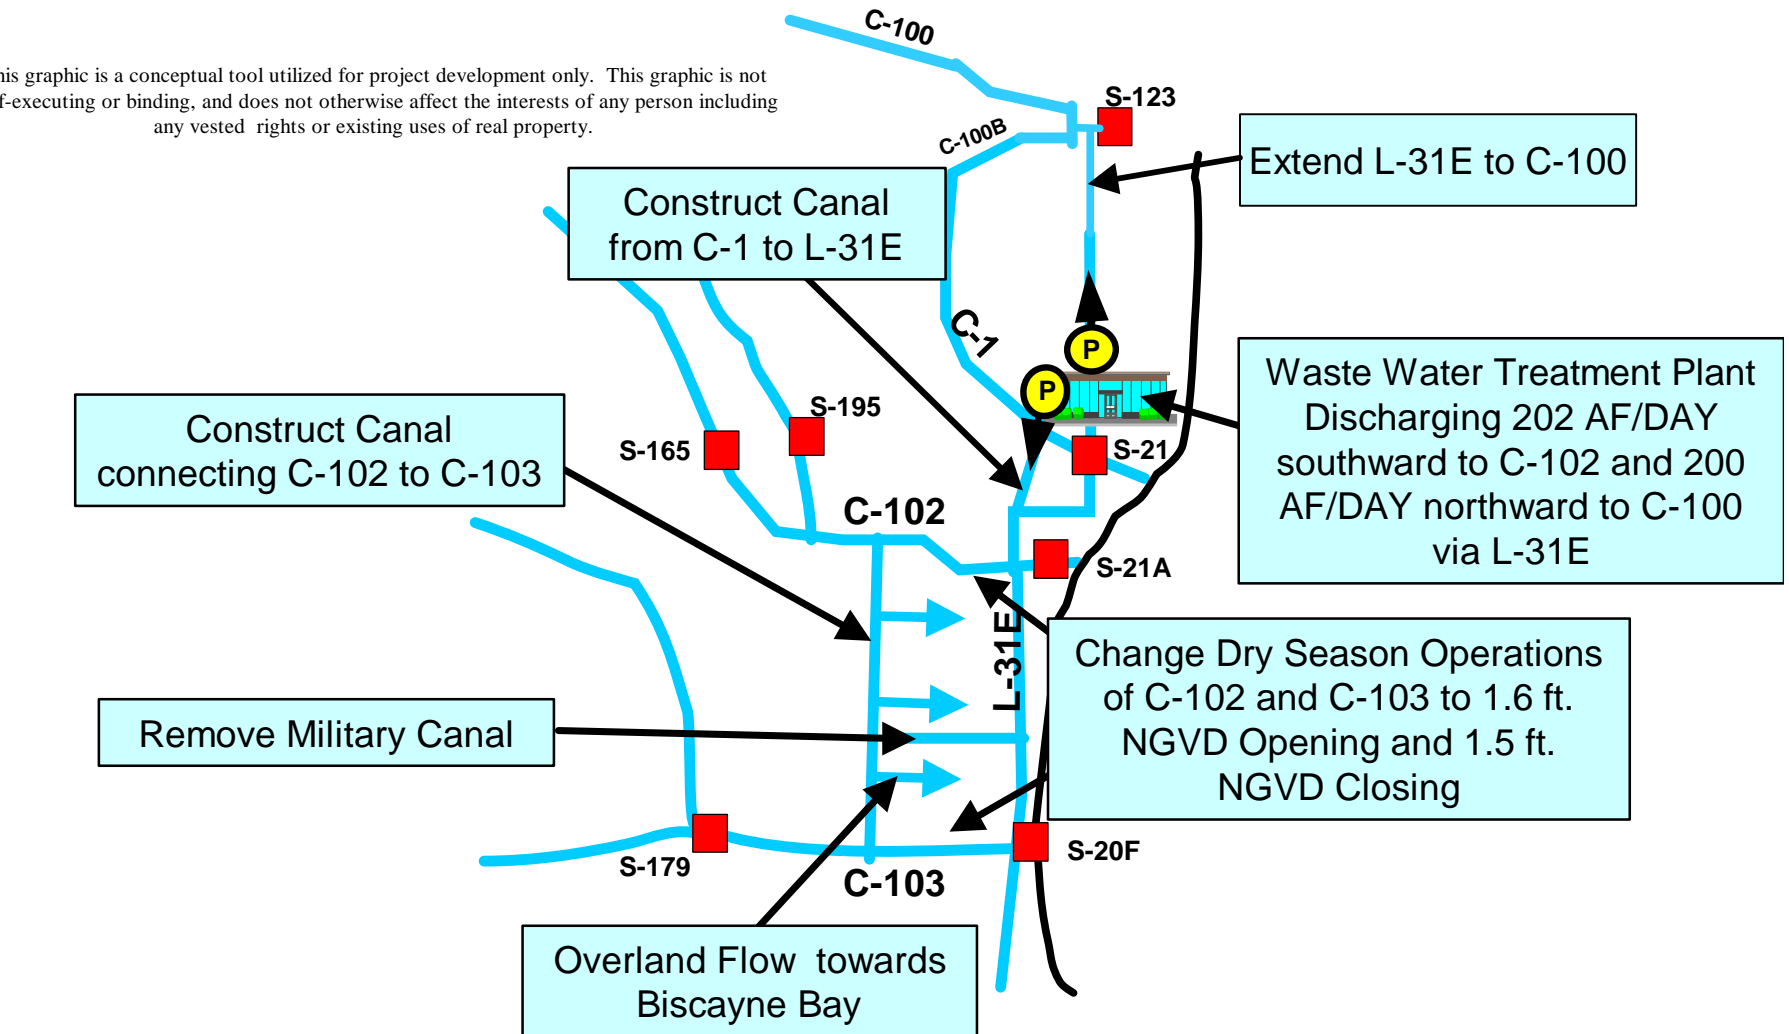 C-100
his graphic is a conceptual tool utilized for project development only. This graphic is not
f-executing or binding, and does not otherwise affect the interests of any person including
any vested rights or existing uses of real property.
S-123
C-100B
Extend L-31E to C-100
Construct Canal
from C-1 to L-31E
C-1
P
P
Waste Water Treatment Plant
Discharging 202 AF/DAY
southward to C-102 and 200
AF/DAY northward to C-100
via L-31E
Construct Canal
connecting C-102 to C-103
S-195
S-165
S-21
C-102
S-21A
L-31E
Change Dry Season Operations
of C-102 and C-103 to 1.6 ft.
NGVD Opening and 1.5 ft.
NGVD Closing
Remove Military Canal
S-179
S-20F
C-103
Overland Flow towards
Biscayne Bay